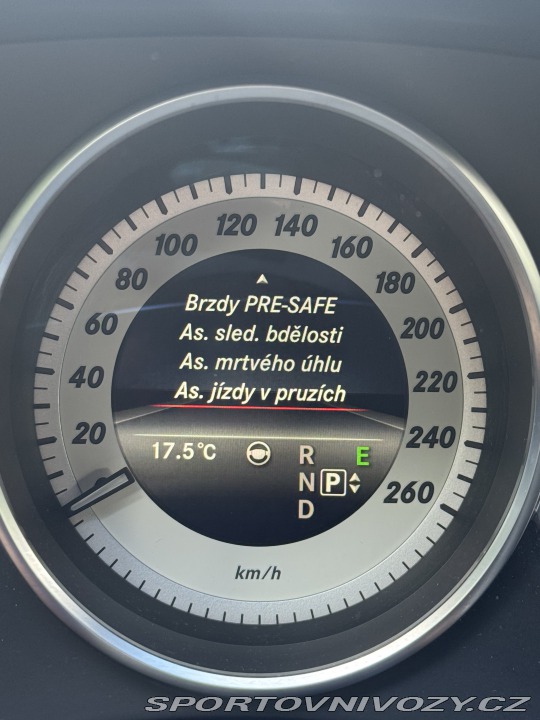 120 140
100 160
80 180
60 200
40 220
20 240
0 260
Brzdy PRE-SAFE
As. sled. bdělosti
As. mrtvého úhlu
As. jízdy v pruzích
17.5°C R E
N P
D
km/h
SPORTOVNIVOZY.CZ